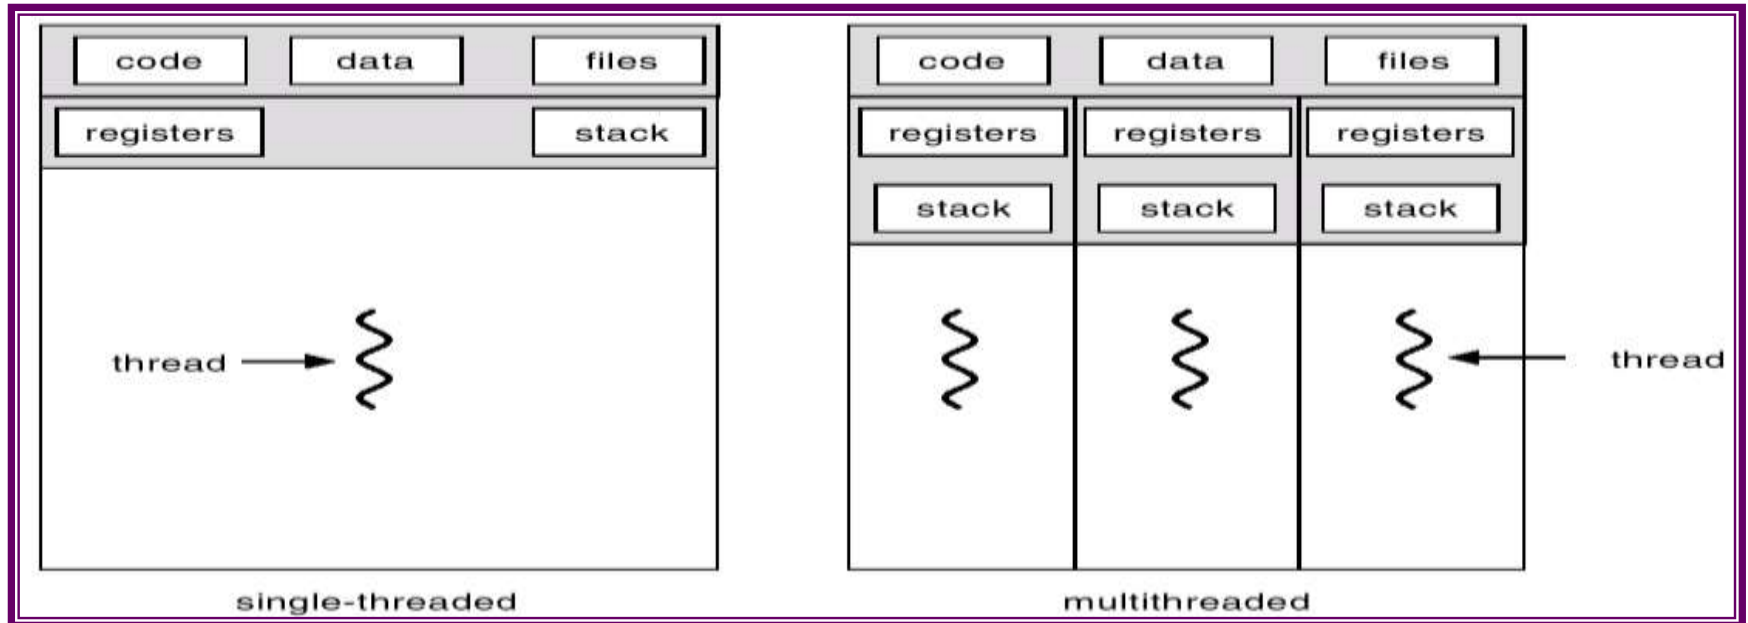 code data files
registers stack
thread
single-threaded
code data files
registers registers registers
stack stack stack
thread
multithreaded